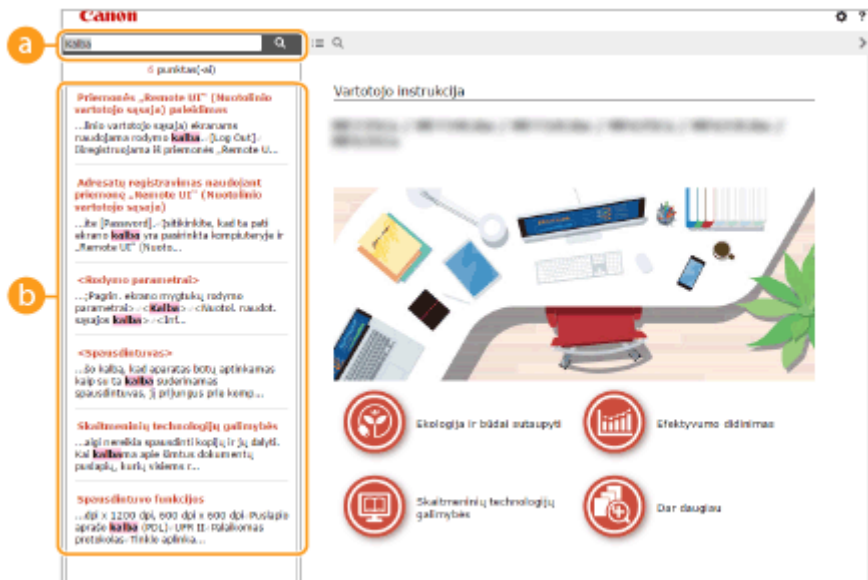 Canon
?
a
kalba
6 punktas(-ai)
Vartotojo instrukcija
b
Priemonės „Remote UI“ (Nuotolinio
vartotojo sąsaja) paleidimas
...linio vartotojo sąsaja) ekranams
naudojama rodymo kalba. [Log Out]
Išregistruojama iš priemonės „Remote U...
Adresatų registravimas naudojant
priemonę „Remote UI“ (Nuotolinio
vartotojo sąsaja)
...ite [Password]. Įsitikinkite, kad ta pati
ekrano kalba yra pasirinkta kompiuteryje ir
„Remote UI“ (Nuoto...
<Rodymo parametrai>
...;Pagrin. ekrano mygtukų rodymo
parametrai> <Kalba> <Nuotol. naudot.
sąsajos kalba> <Int...
<Spausdintuvas>
...šo kalba, kad aparatas būtų aptinkamas
kaip su ta kalba suderinamas
spausdintuvas, jį prijungus prie komp...
Skaitmeninių technologijų galimybės
...aigi nereikia spausdinti kopijų ir jų dalyti.
Kai kalbama apie šimtus dokumentų
puslapių, kurių visiems r...
Spausdintuvo funkcijos
...dpi x 1200 dpi, 600 dpi x 600 dpi Puslapio
aprašo kalba (PDL) UFR II Palaikomas
protokolas Tinklo aplinka...
Ekologija ir būdai sutaupyti
Efektyvumo didinimas
Skaitmeninių technologijų
galimybės
Dar daugiau